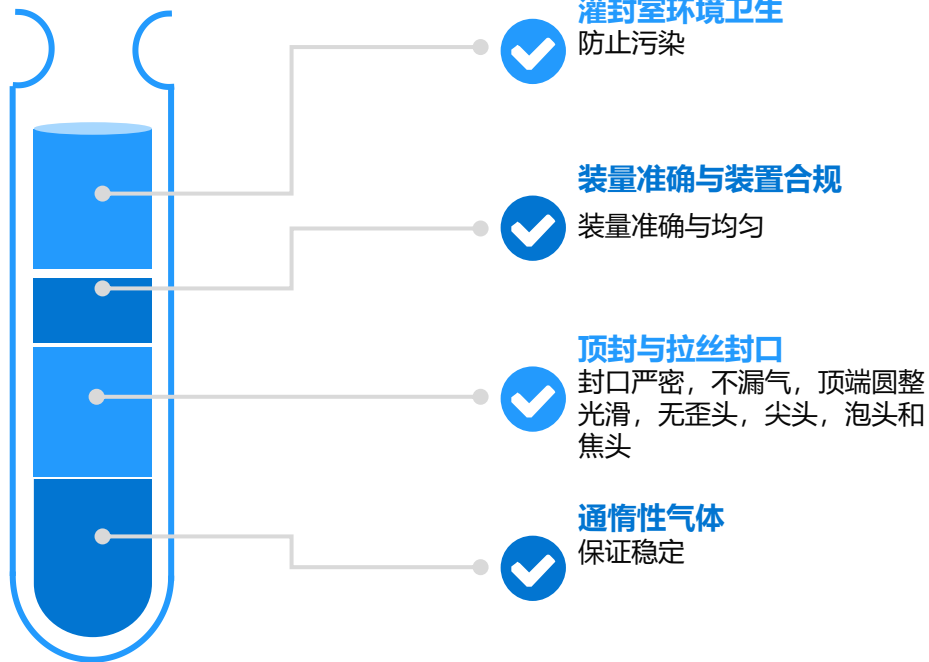 灌封室环境卫生
防止污染
装量准确与装置合规
装量准确与均匀
顶封与拉丝封口
封口严密，不漏气，顶端圆整
光滑，无歪头，尖头，泡头和
焦头
通惰性气体
保证稳定